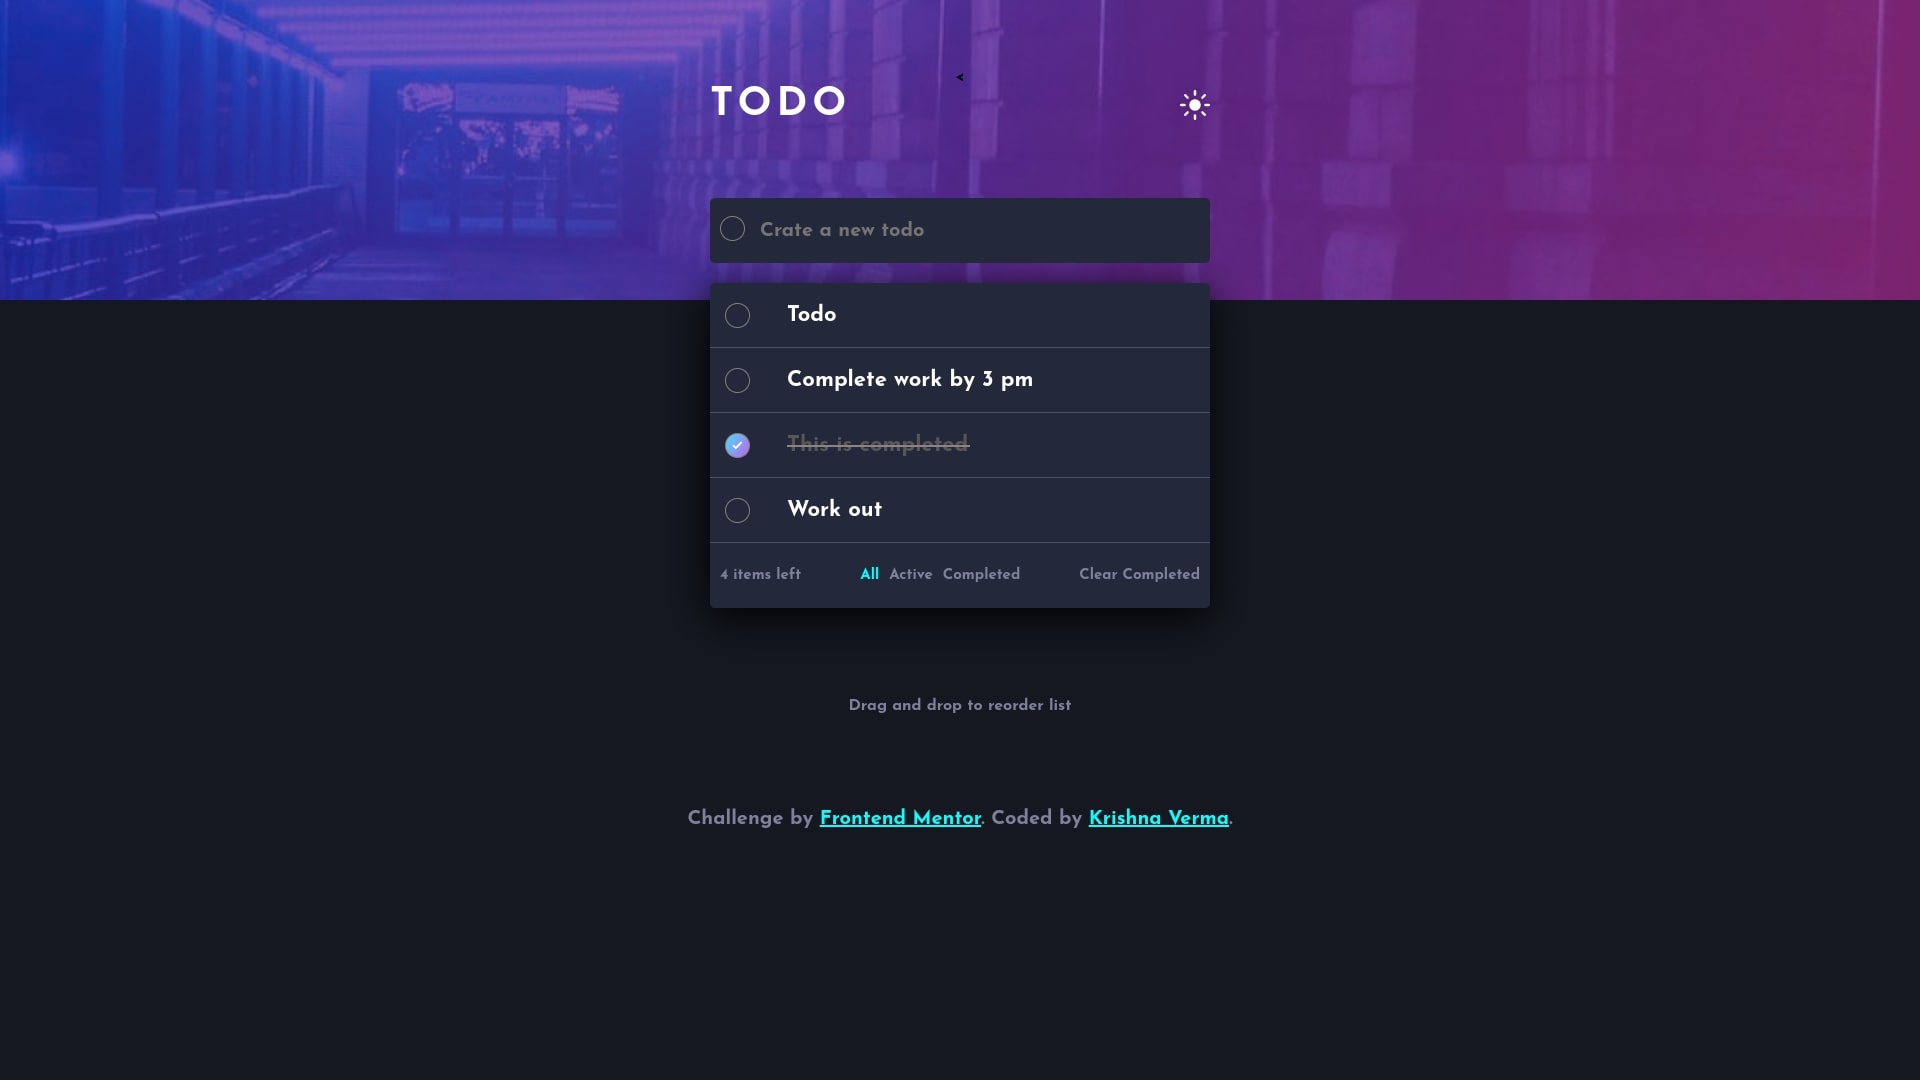 <
TODO
Crate a new todo
Todo
Complete work by 3 pm
This is completed
Work out
4 items left All Active Completed Clear Completed
Drag and drop to reorder list
Challenge by Frontend Mentor. Coded by Krishna Verma.